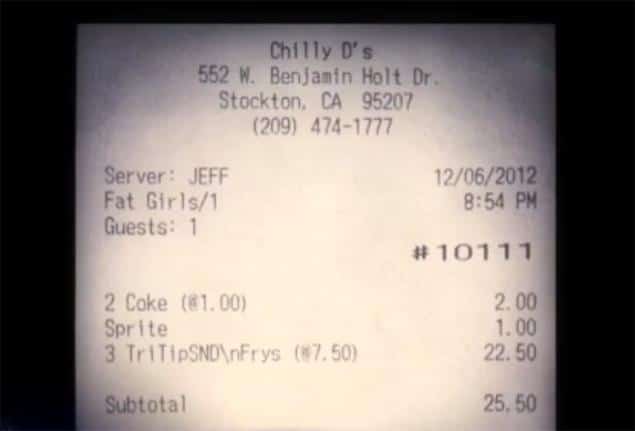 Chilly D's
552 W. Benjamin Holt Dr.
Stockton, CA 95207
(209) 474-1777
Server: JEFF 12/06/2012
Fat Girls/1 8:54 PM
Guests: 1
#10111
2 Coke (@1.00) 2.00
Sprite 1.00
3 TriTipSND\nFrys (@7.50) 22.50
Subtotal 25.50